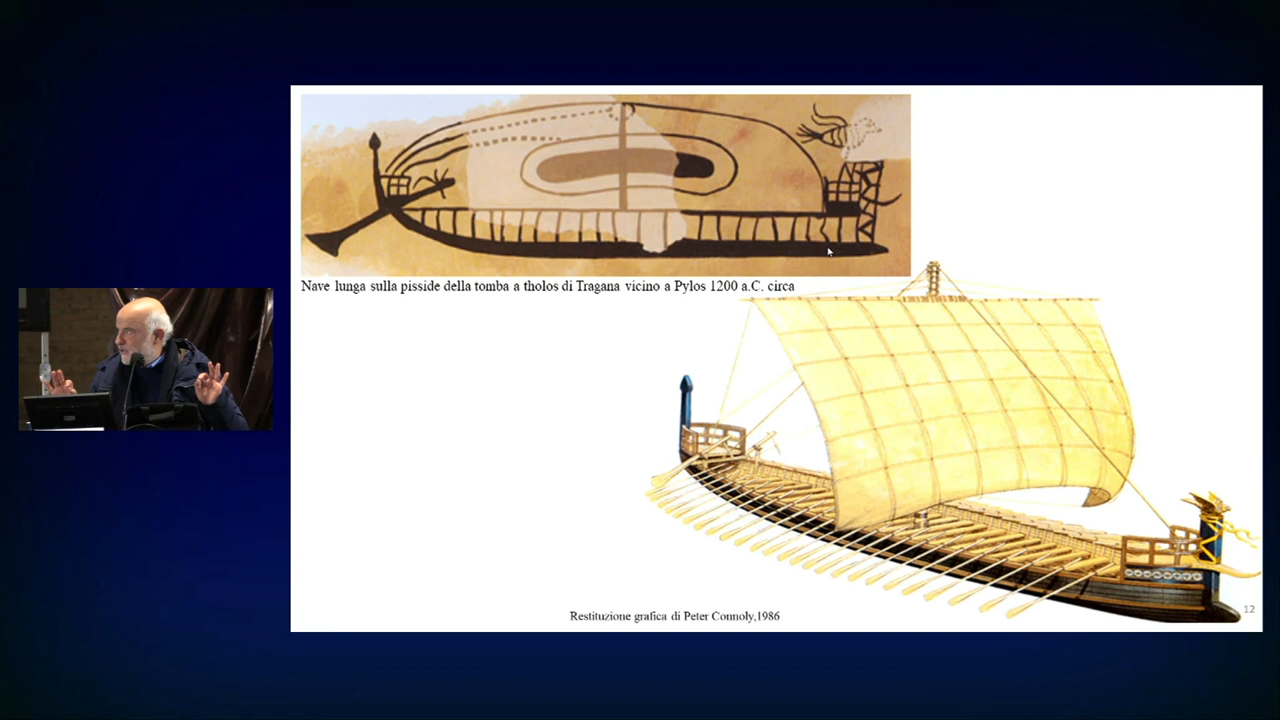 Nave lunga sulla pisside della tomba a tholos di Tragana vicino a Pylos 1200 a.C. circa
Restituzione grafica di Peter Connoly,1986
12